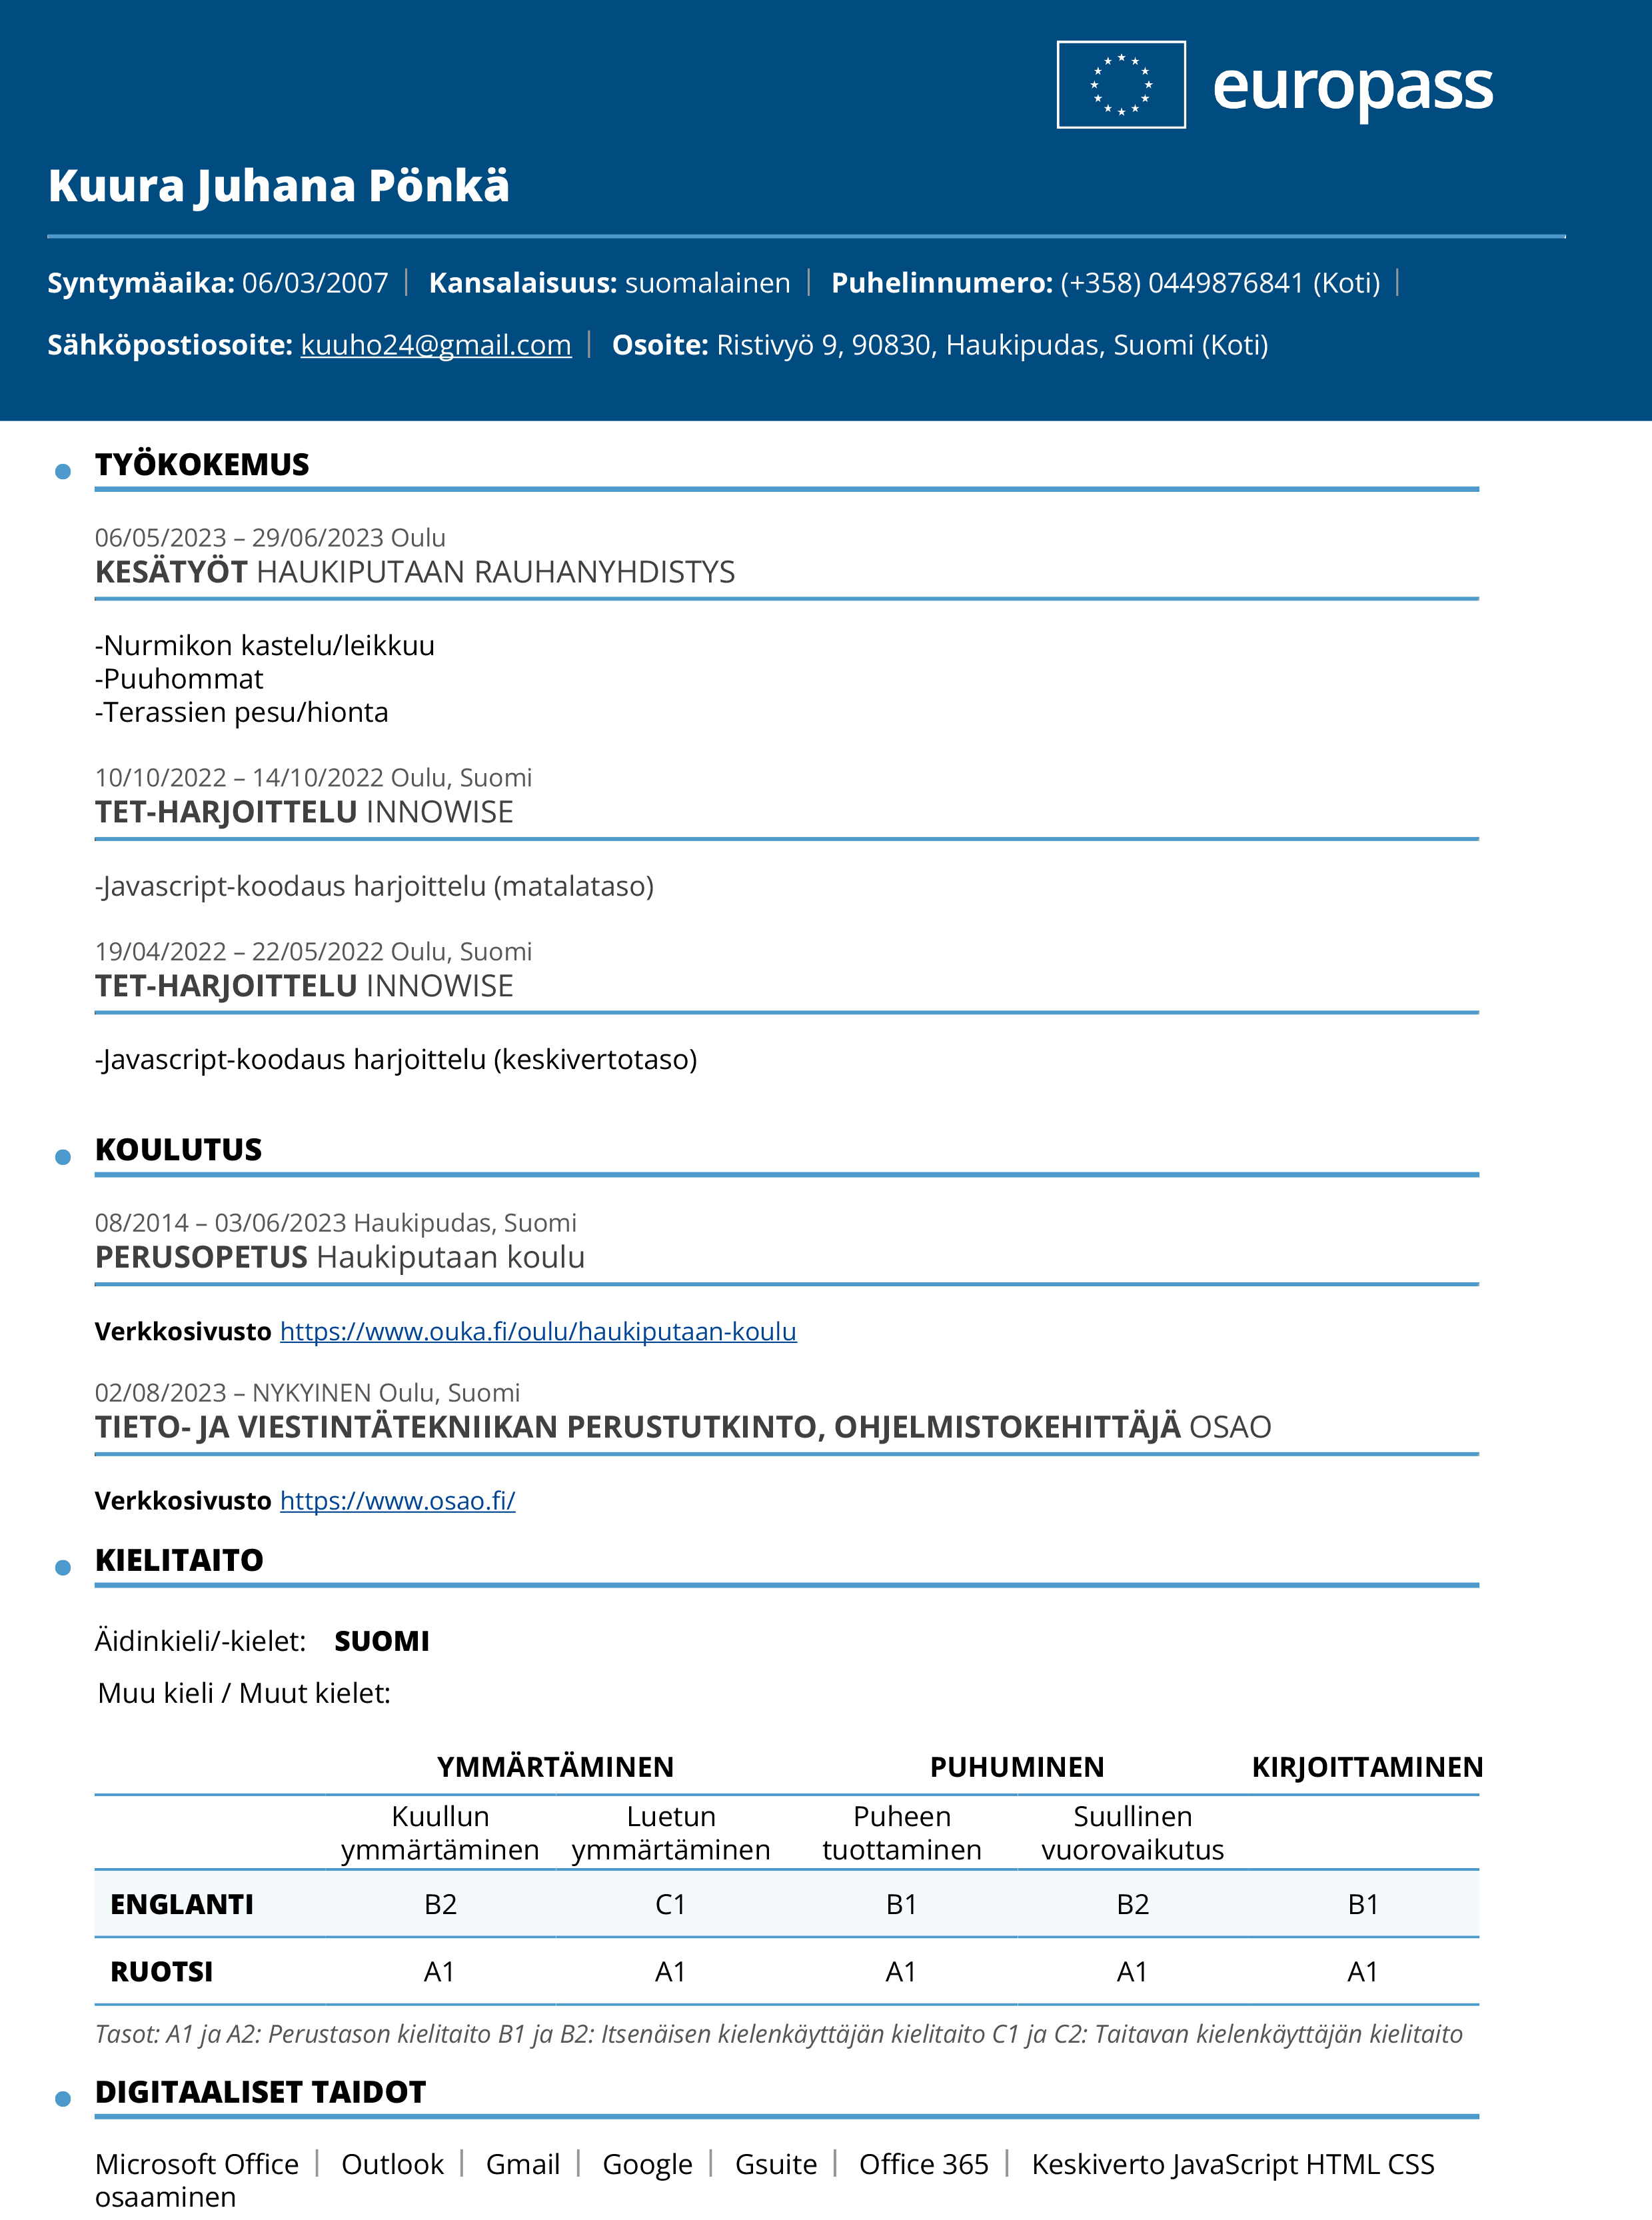 europass
Kuura Juhana Pönkä
Syntymäaika: 06/03/2007 | Kansalaisuus: suomalainen | Puhelinnumero: (+358) 0449876841 (Koti) |
Sähköpostiosoite: kuuho24@gmail.com | Osoite: Ristivyö 9, 90830, Haukipudas, Suomi (Koti)
TYÖKOKEMUS
06/05/2023 – 29/06/2023 Oulu
KESÄTYÖT HAUKIPUTAAN RAUHANYHDISTYS
-Nurmikon kastelu/leikkuu
-Puuhommat
-Terassien pesu/hionta
10/10/2022 – 14/10/2022 Oulu, Suomi
TET-HARJOITTELU INNOWISE
-Javascript-koodaus harjoittelu (matalataso)
19/04/2022 – 22/05/2022 Oulu, Suomi
TET-HARJOITTELU INNOWISE
-Javascript-koodaus harjoittelu (keskivertotaso)
KOULUTUS
08/2014 – 03/06/2023 Haukipudas, Suomi
PERUSOPETUS Haukiputaan koulu
Verkkosivusto https://www.ouka.fi/oulu/haukiputaan-koulu
02/08/2023 – NYKYINEN Oulu, Suomi
TIETO- JA VIESTINTÄTEKNIIKAN PERUSTUTKINTO, OHJELMISTOKEHITTÄJÄ OSAO
Verkkosivusto https://www.osao.fi/
KIELITAITO
Äidinkieli/-kielet: SUOMI
Muu kieli / Muut kielet:
YMMÄRTÄMINEN PUHUMINEN KIRJOITTAMINEN
Kuullun Luetun Puheen Suullinen
ymmärtäminen ymmärtäminen tuottaminen vuorovaikutus
ENGLANTI B2 C1 B1 B2 B1
RUOTSI A1 A1 A1 A1 A1
Tasot: A1 ja A2: Perustason kielitaito B1 ja B2: Itsenäisen kielenkäyttäjän kielitaito C1 ja C2: Taitavan kielenkäyttäjän kielitaito
DIGITAALISET TAIDOT
Microsoft Office | Outlook | Gmail | Google | Gsuite | Office 365 | Keskiverto JavaScript HTML CSS
osaaminen